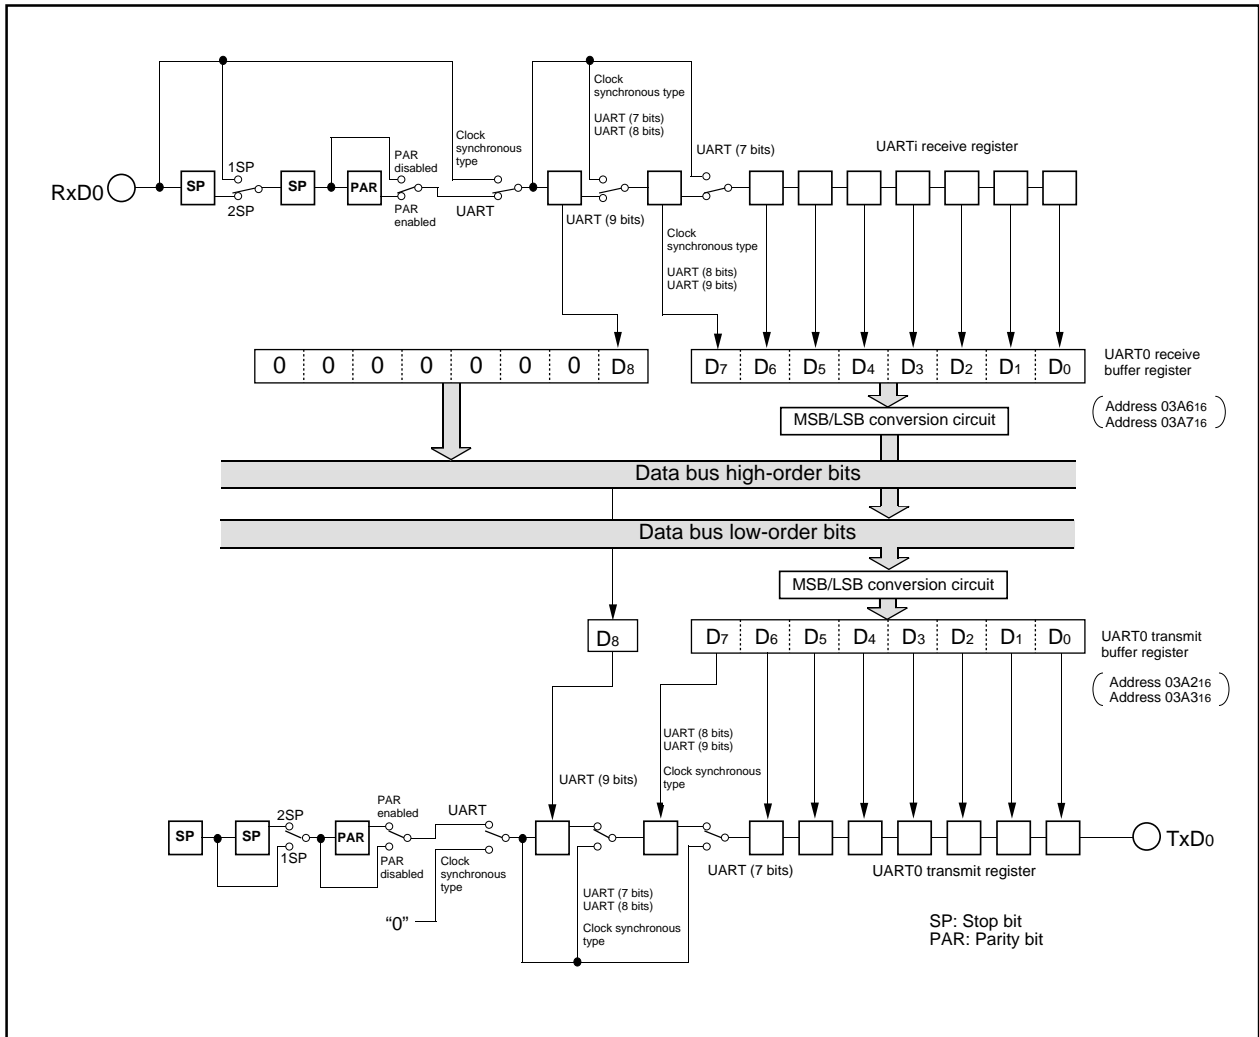 Clock
synchronous type
UART (7 bits)
UART (8 bits)
UART (7 bits)
UARTi receive register
Clock
synchronous
type
PAR
disabled
1SP
RxD0
SP
SP
PAR
2SP
PAR
enabled
UART
UART (9 bits)
Clock
synchronous type
UART (8 bits)
UART (9 bits)
0 0 0 0 0 0 0 D8
D7 D6 D5 D4 D3 D2 D1 D0
UART0 receive
buffer register
Address 03A616
Address 03A716
MSB/LSB conversion circuit
Data bus high-order bits
Data bus low-order bits
MSB/LSB conversion circuit
D8
D7 D6 D5 D4 D3 D2 D1 D0
UART0 transmit
buffer register
Address 03A216
Address 03A316
UART (8 bits)
UART (9 bits)
Clock synchronous
type
UART (9 bits)
PAR
enabled
2SP
UART
SP
SP
PAR
TxD0
1SP
PAR
disabled
Clock
synchronous
type
UART (7 bits)
UART0 transmit register
UART (7 bits)
UART (8 bits)
Clock synchronous
type
“0”
SP: Stop bit
PAR: Parity bit